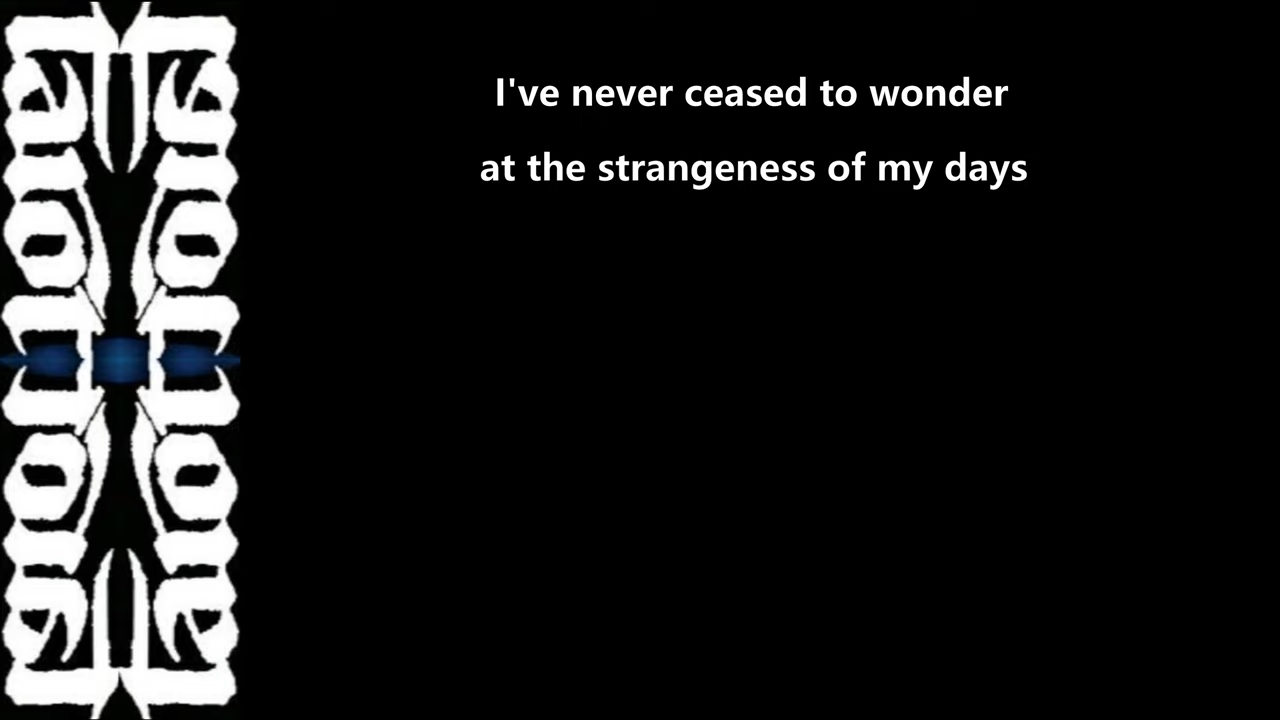 I've never ceased to wonder
at the strangeness of my days